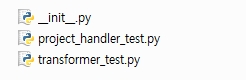 __init__.py
project_handler_test.py
transformer_test.py